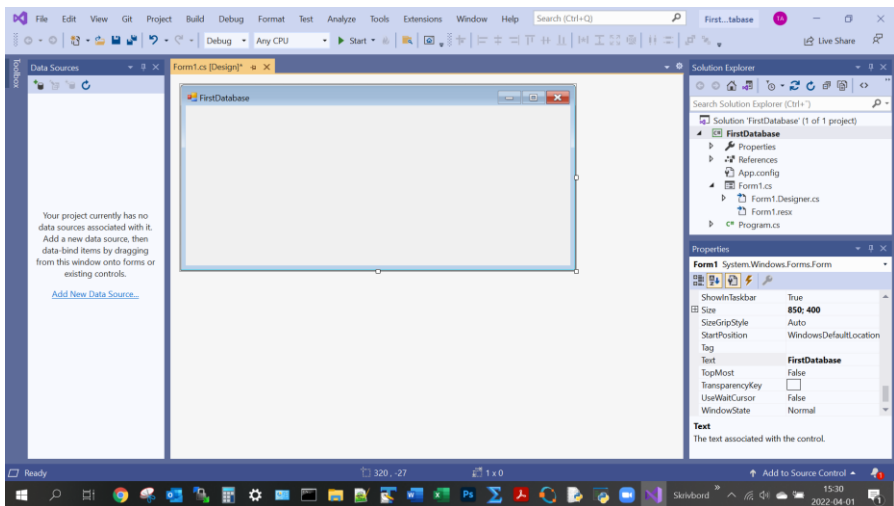 File Edit View Git Project Build Debug Format Test Analyze Tools Extensions Window Help Search (Ctrl+Q) First...tabase TA
Debug Any CPU Start Live Share
Toolbox
Data Sources
Your project currently has no
data sources associated with it.
Add a new data source, then
data-bind items by dragging
from this window onto forms or
existing controls.
Add New Data Source...
Form1.cs [Design]*
FirstDatabase
Solution Explorer
Search Solution Explorer (Ctrl+¨)
Solution 'FirstDatabase' (1 of 1 project)
C# FirstDatabase
Properties
References
App.config
Form1.cs
Form1.Designer.cs
Form1.resx
C# Program.cs
Properties
Form1 System.Windows.Forms.Form
ShowInTaskbar True
Size 850; 400
SizeGripStyle Auto
StartPosition WindowsDefaultLocation
Tag
Text FirstDatabase
TopMost False
TransparencyKey
UseWaitCursor False
WindowState Normal
Text
The text associated with the control.
Ready 320 , -27 1 x 0 Add to Source Control
Ps Skrivbord 15:30
2022-04-01